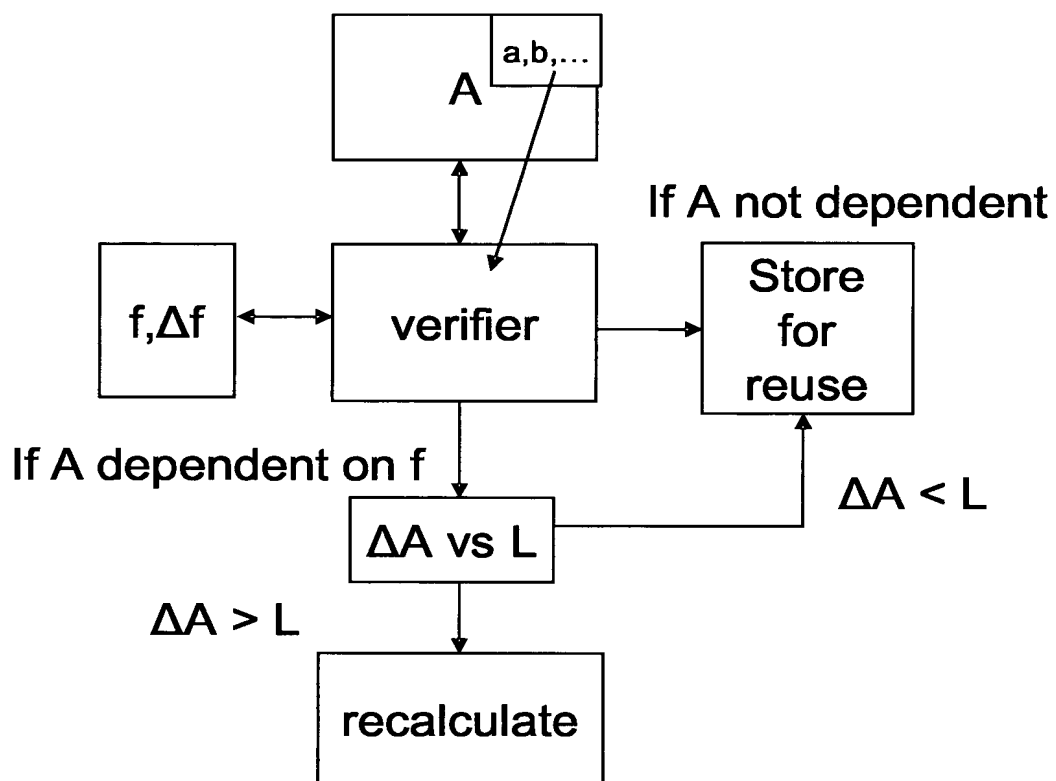 a,b,...
A
If A not dependent
f,Δf
verifier
Store
for
reuse
If A dependent on f
ΔA < L
ΔA vs L
ΔA > L
recalculate